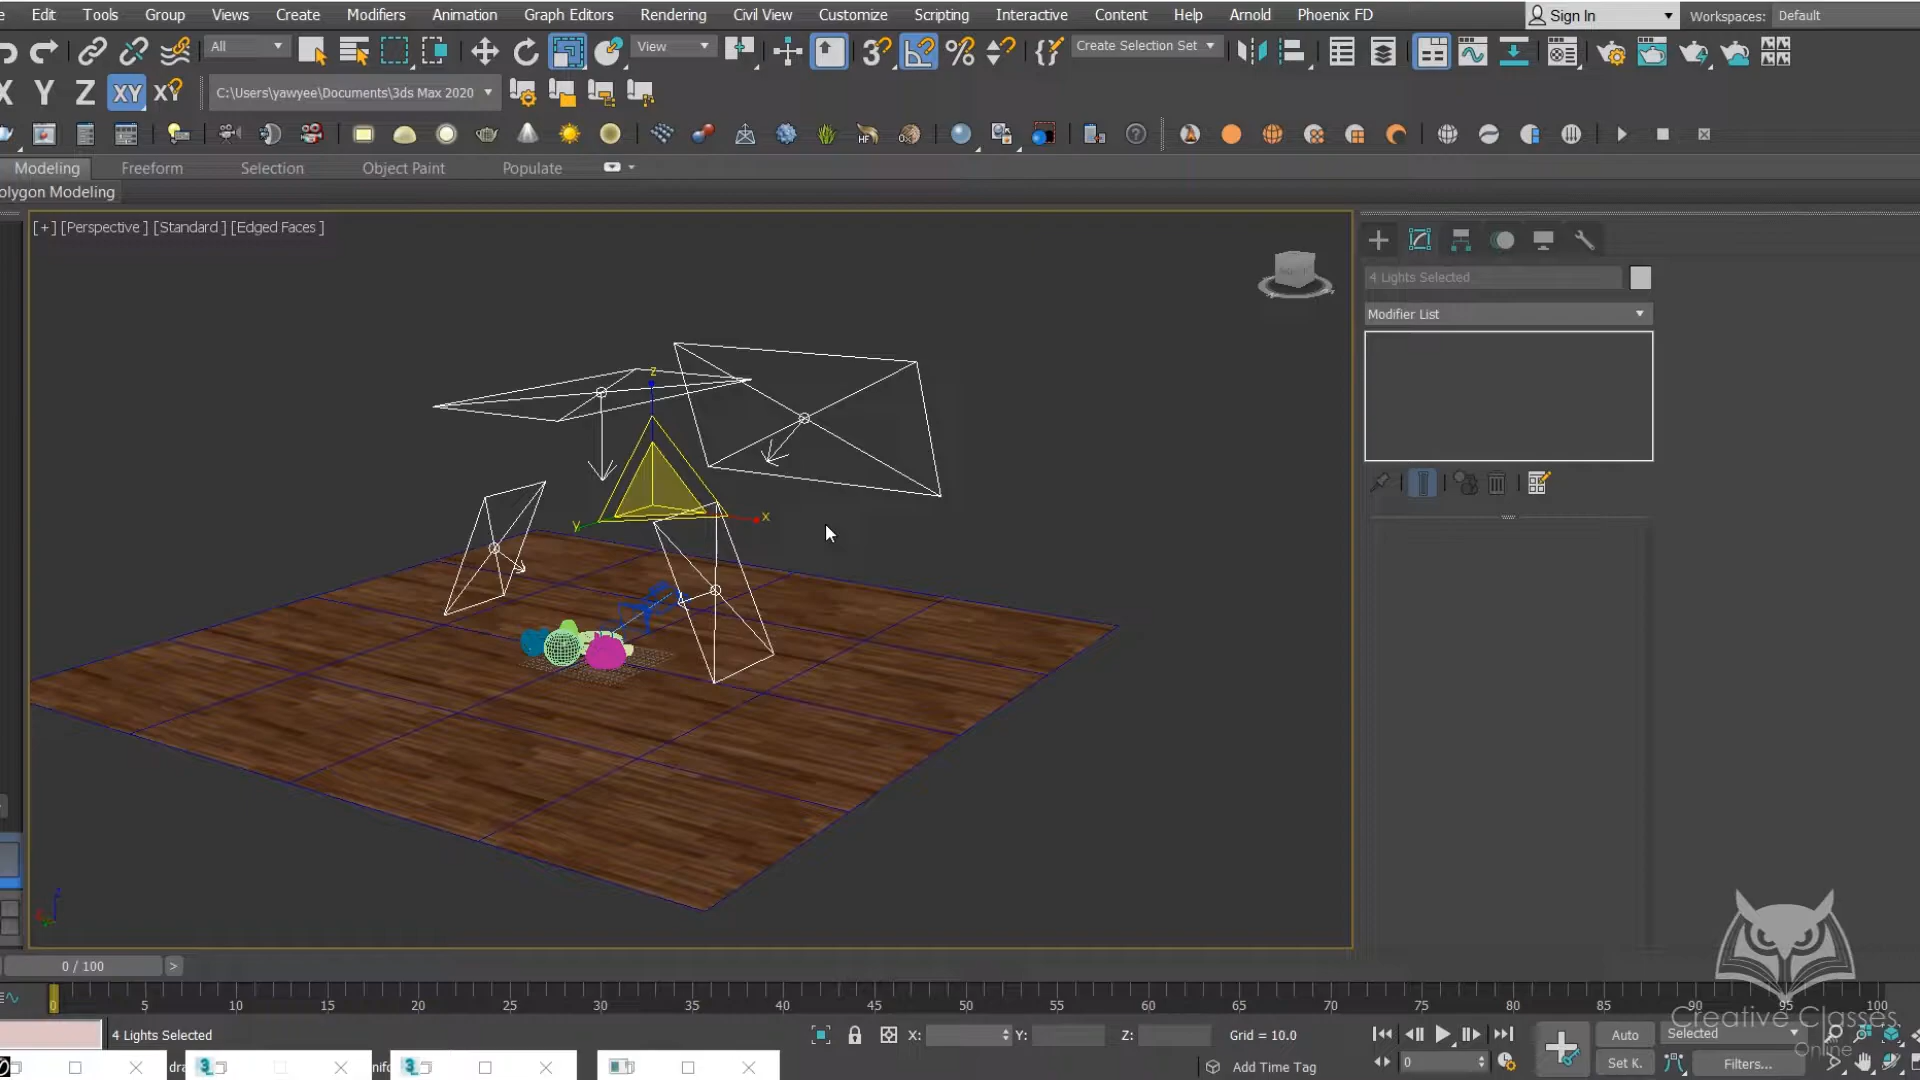 Edit Tools Group Views Create Modifiers Animation Graph Editors Rendering Civil View Customize Scripting Interactive Content Help Arnold Phoenix FD Sign In Workspaces: Default
All View Create Selection Set
X Y Z XY XY C:\Users\yawyee\Documents\3ds Max 2020
Modeling Freeform Selection Object Paint Populate
olygon Modeling
[+] [Perspective ] [Standard ] [Edged Faces ]
4 Lights Selected
Modifier List
z
x
y
0 / 100 >
0 5 10 15 20 25 30 35 40 45 50 55 60 65 70 75 80 85 90 95 100
Creative Classes
Online
4 Lights Selected X: Y: Z: Grid = 10.0 Auto Selected
Add Time Tag 0 Set K. Filters...